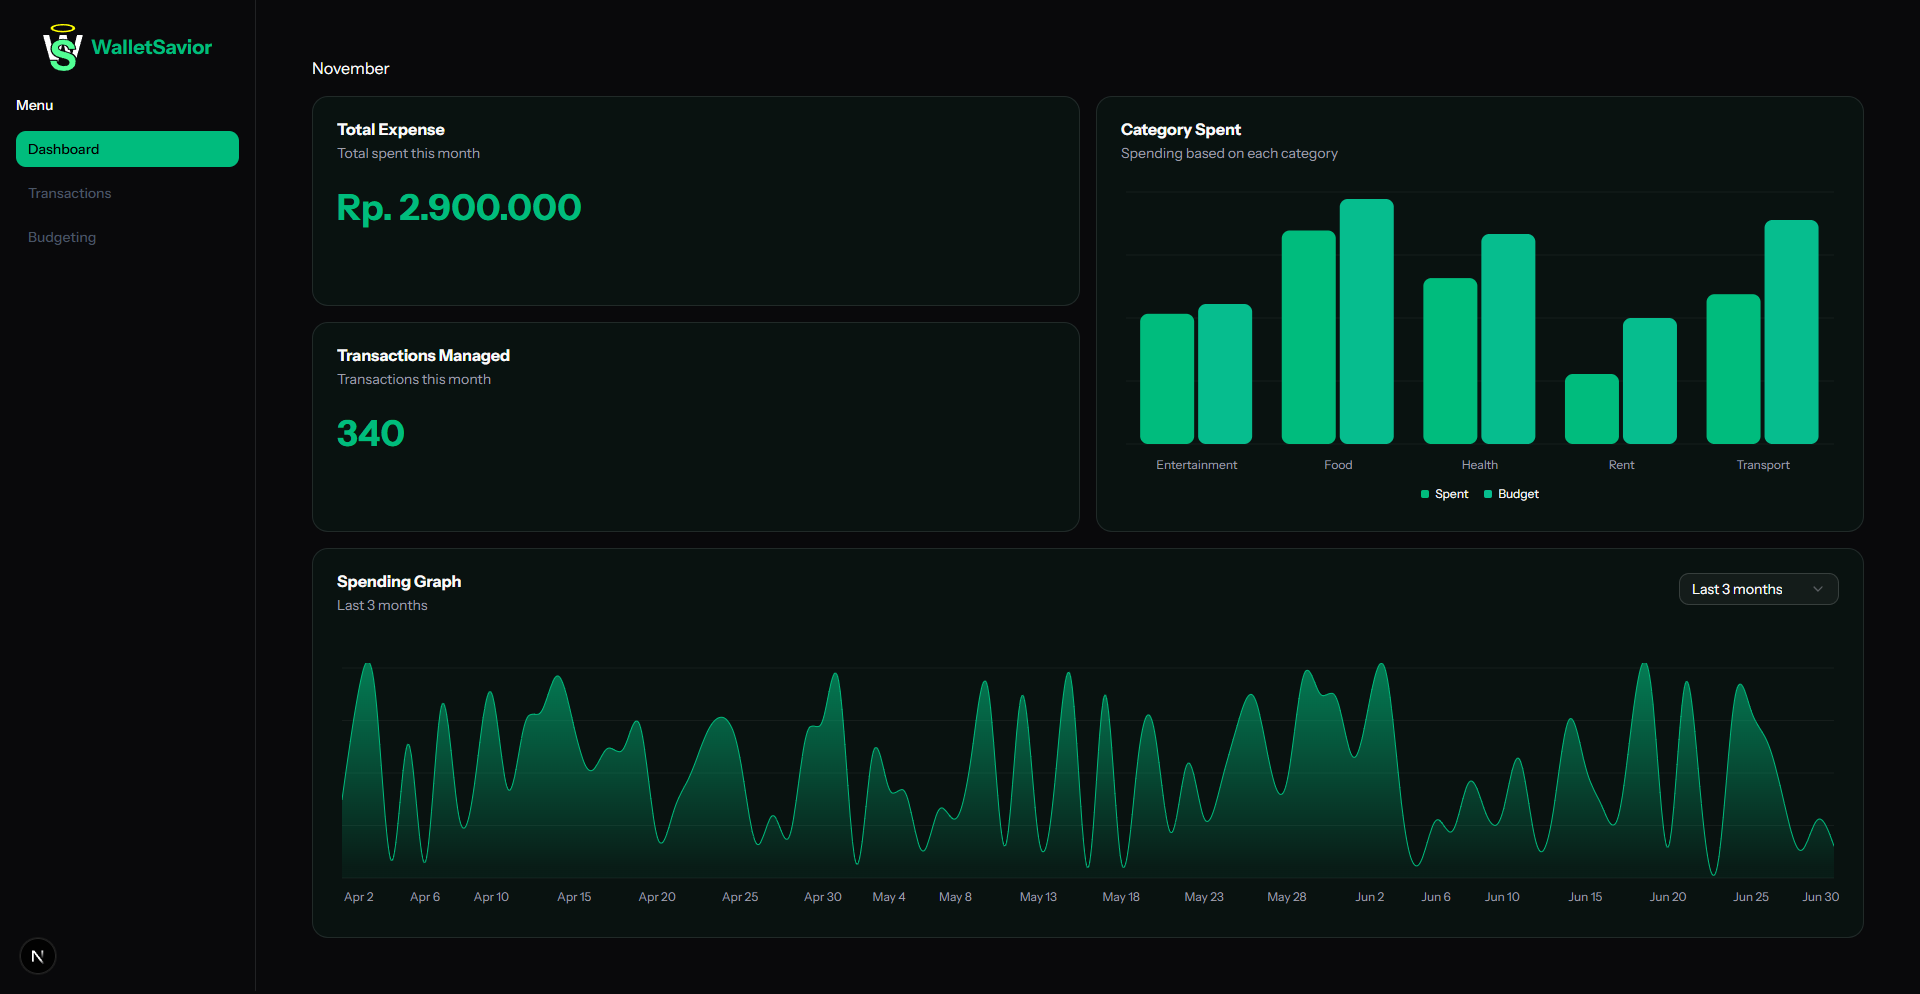 WalletSavior
Menu
Dashboard
Transactions
Budgeting
November
Total Expense
Total spent this month
Rp. 2.900.000
Transactions Managed
Transactions this month
340
Category Spent
Spending based on each category
Entertainment Food Health Rent Transport
Spent Budget
Spending Graph
Last 3 months
Last 3 months
Apr 2 Apr 6 Apr 10 Apr 15 Apr 20 Apr 25 Apr 30 May 4 May 8 May 13 May 18 May 23 May 28 Jun 2 Jun 6 Jun 10 Jun 15 Jun 20 Jun 25 Jun 30
N